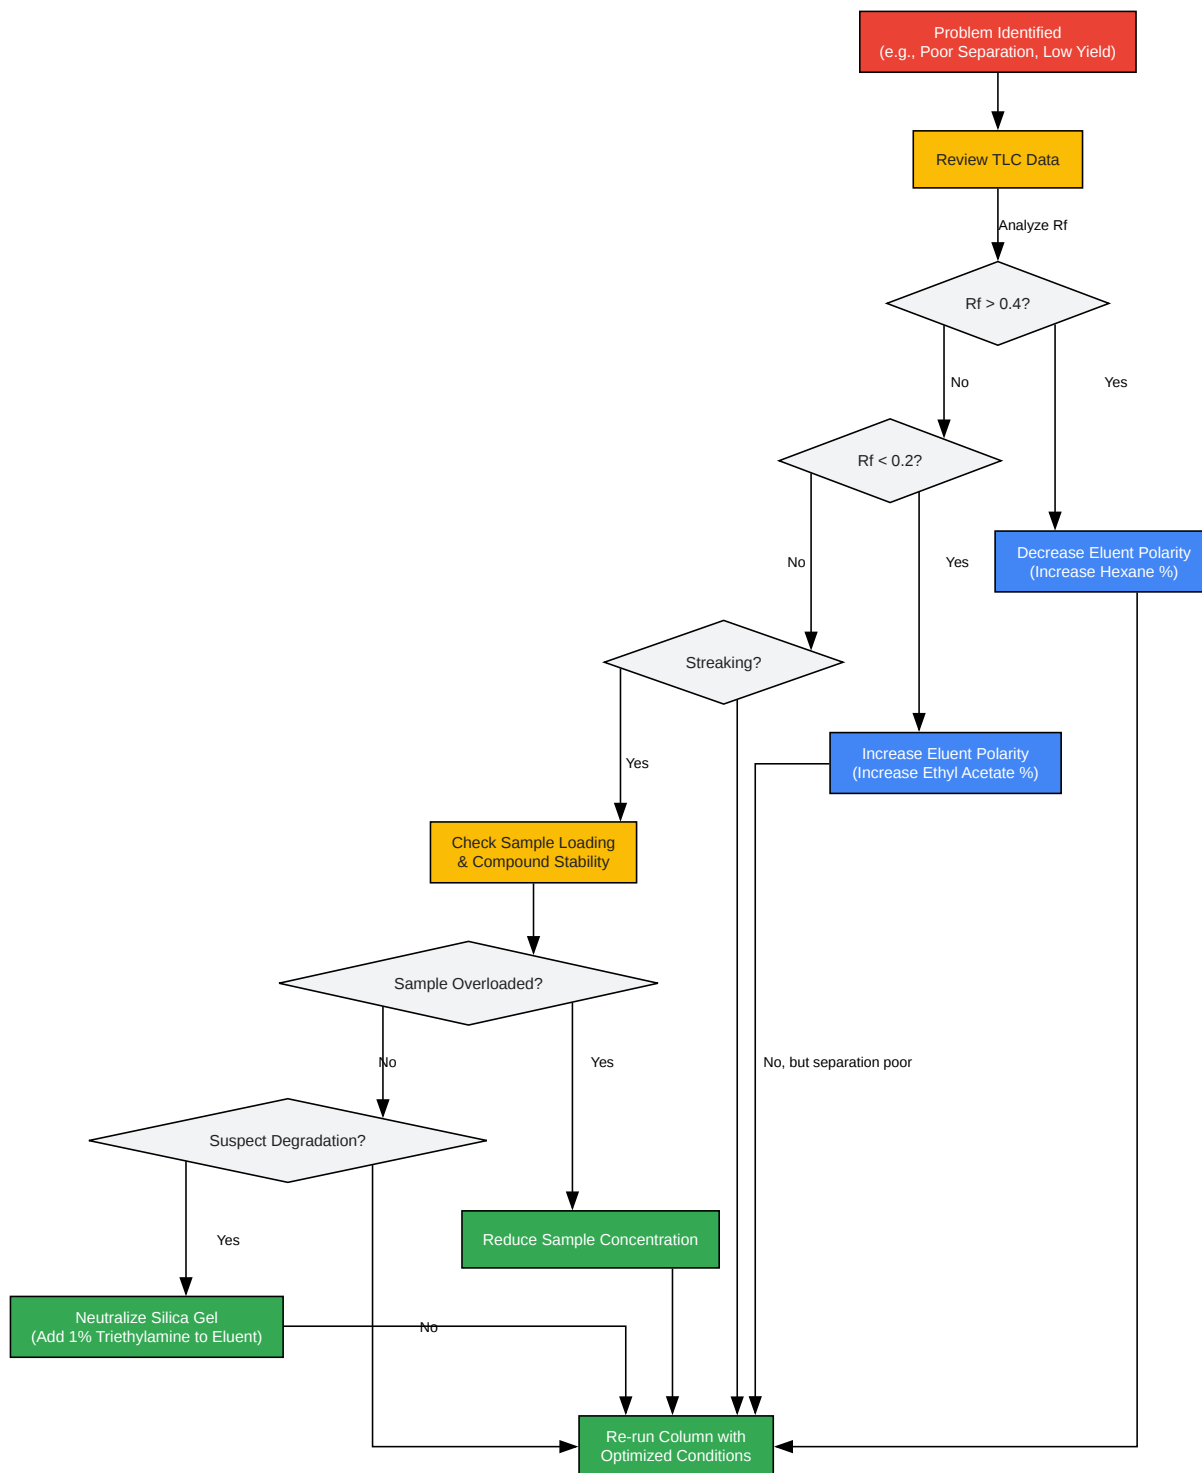 Problem Identified
(e.g., Poor Separation, Low Yield)
Review TLC Data
Analyze Rf
Rf > 0.4?
No
Yes
Rf < 0.2?
No
Yes
Decrease Eluent Polarity
(Increase Hexane %)
Streaking?
Yes
Increase Eluent Polarity
(Increase Ethyl Acetate %)
Check Sample Loading
& Compound Stability
Sample Overloaded?
No
Yes
No, but separation poor
Suspect Degradation?
Yes
Reduce Sample Concentration
Neutralize Silica Gel
(Add 1% Triethylamine to Eluent)
No
Re-run Column with
Optimized Conditions